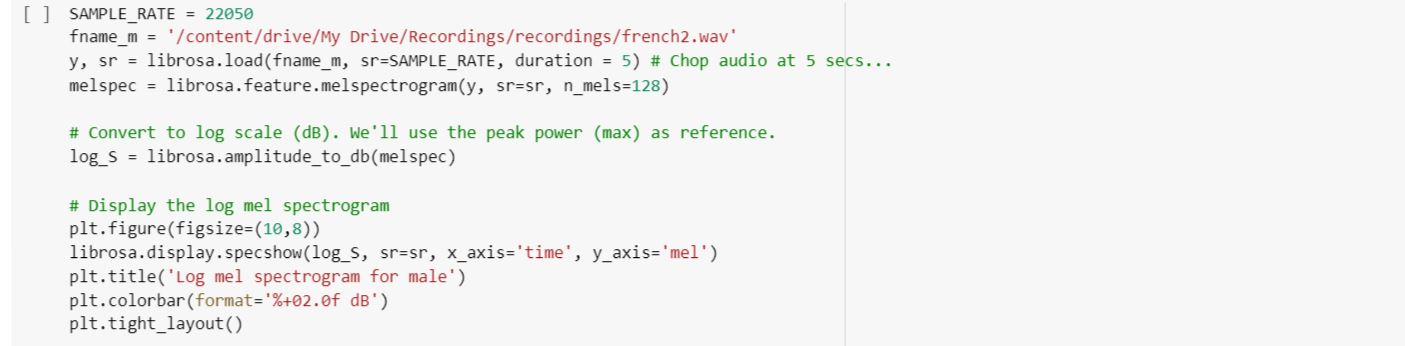 [ ] SAMPLE_RATE = 22050
fname_m = '/content/drive/My Drive/Recordings/recordings/french2.wav'
y, sr = librosa.load(fname_m, sr=SAMPLE_RATE, duration = 5) # Chop audio at 5 secs...
melspec = librosa.feature.melspectrogram(y, sr=sr, n_mels=128)
# Convert to log scale (dB). We'll use the peak power (max) as reference.
log_S = librosa.amplitude_to_db(melspec)
# Display the log mel spectrogram
plt.figure(figsize=(10,8))
librosa.display.specshow(log_S, sr=sr, x_axis='time', y_axis='mel')
plt.title('Log mel spectrogram for male')
plt.colorbar(format='%+02.0f dB')
plt.tight_layout()